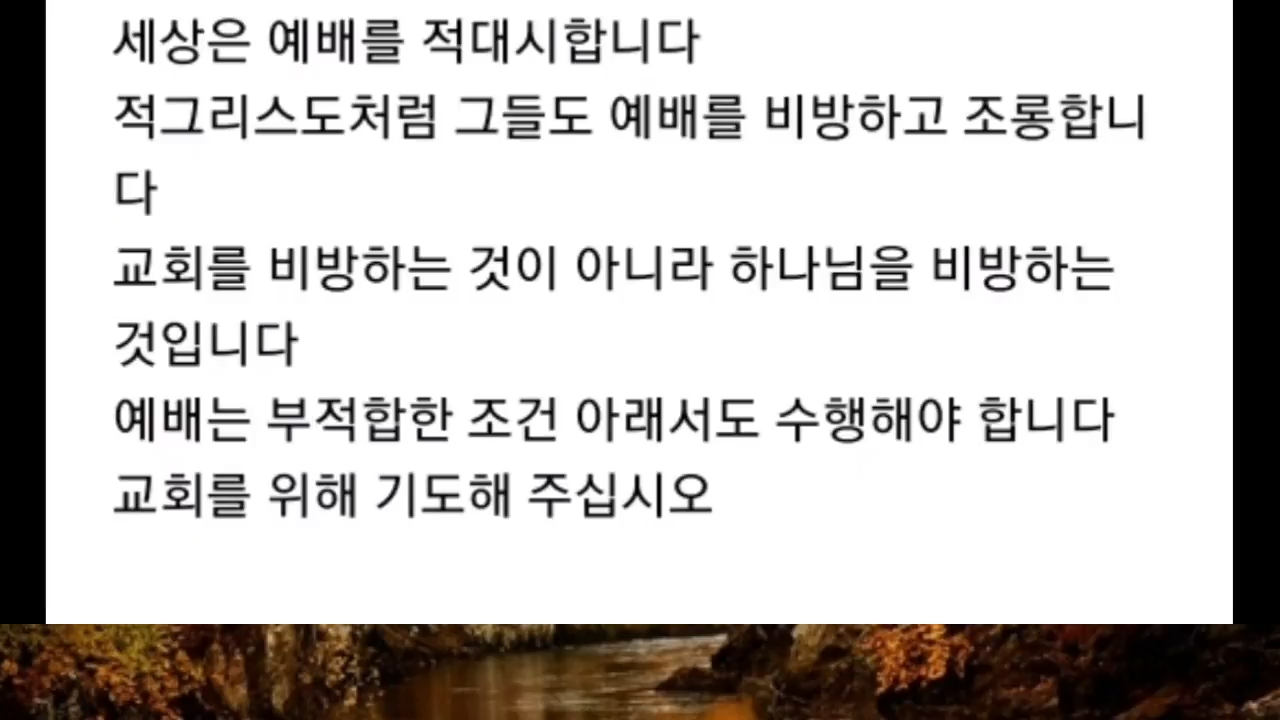 세상은 예배를 적대시합니다
적그리스도처럼 그들도 예배를 비방하고 조롱합니
다
교회를 비방하는 것이 아니라 하나님을 비방하는
것입니다
예배는 부적합한 조건 아래서도 수행해야 합니다
교회를 위해 기도해 주십시오